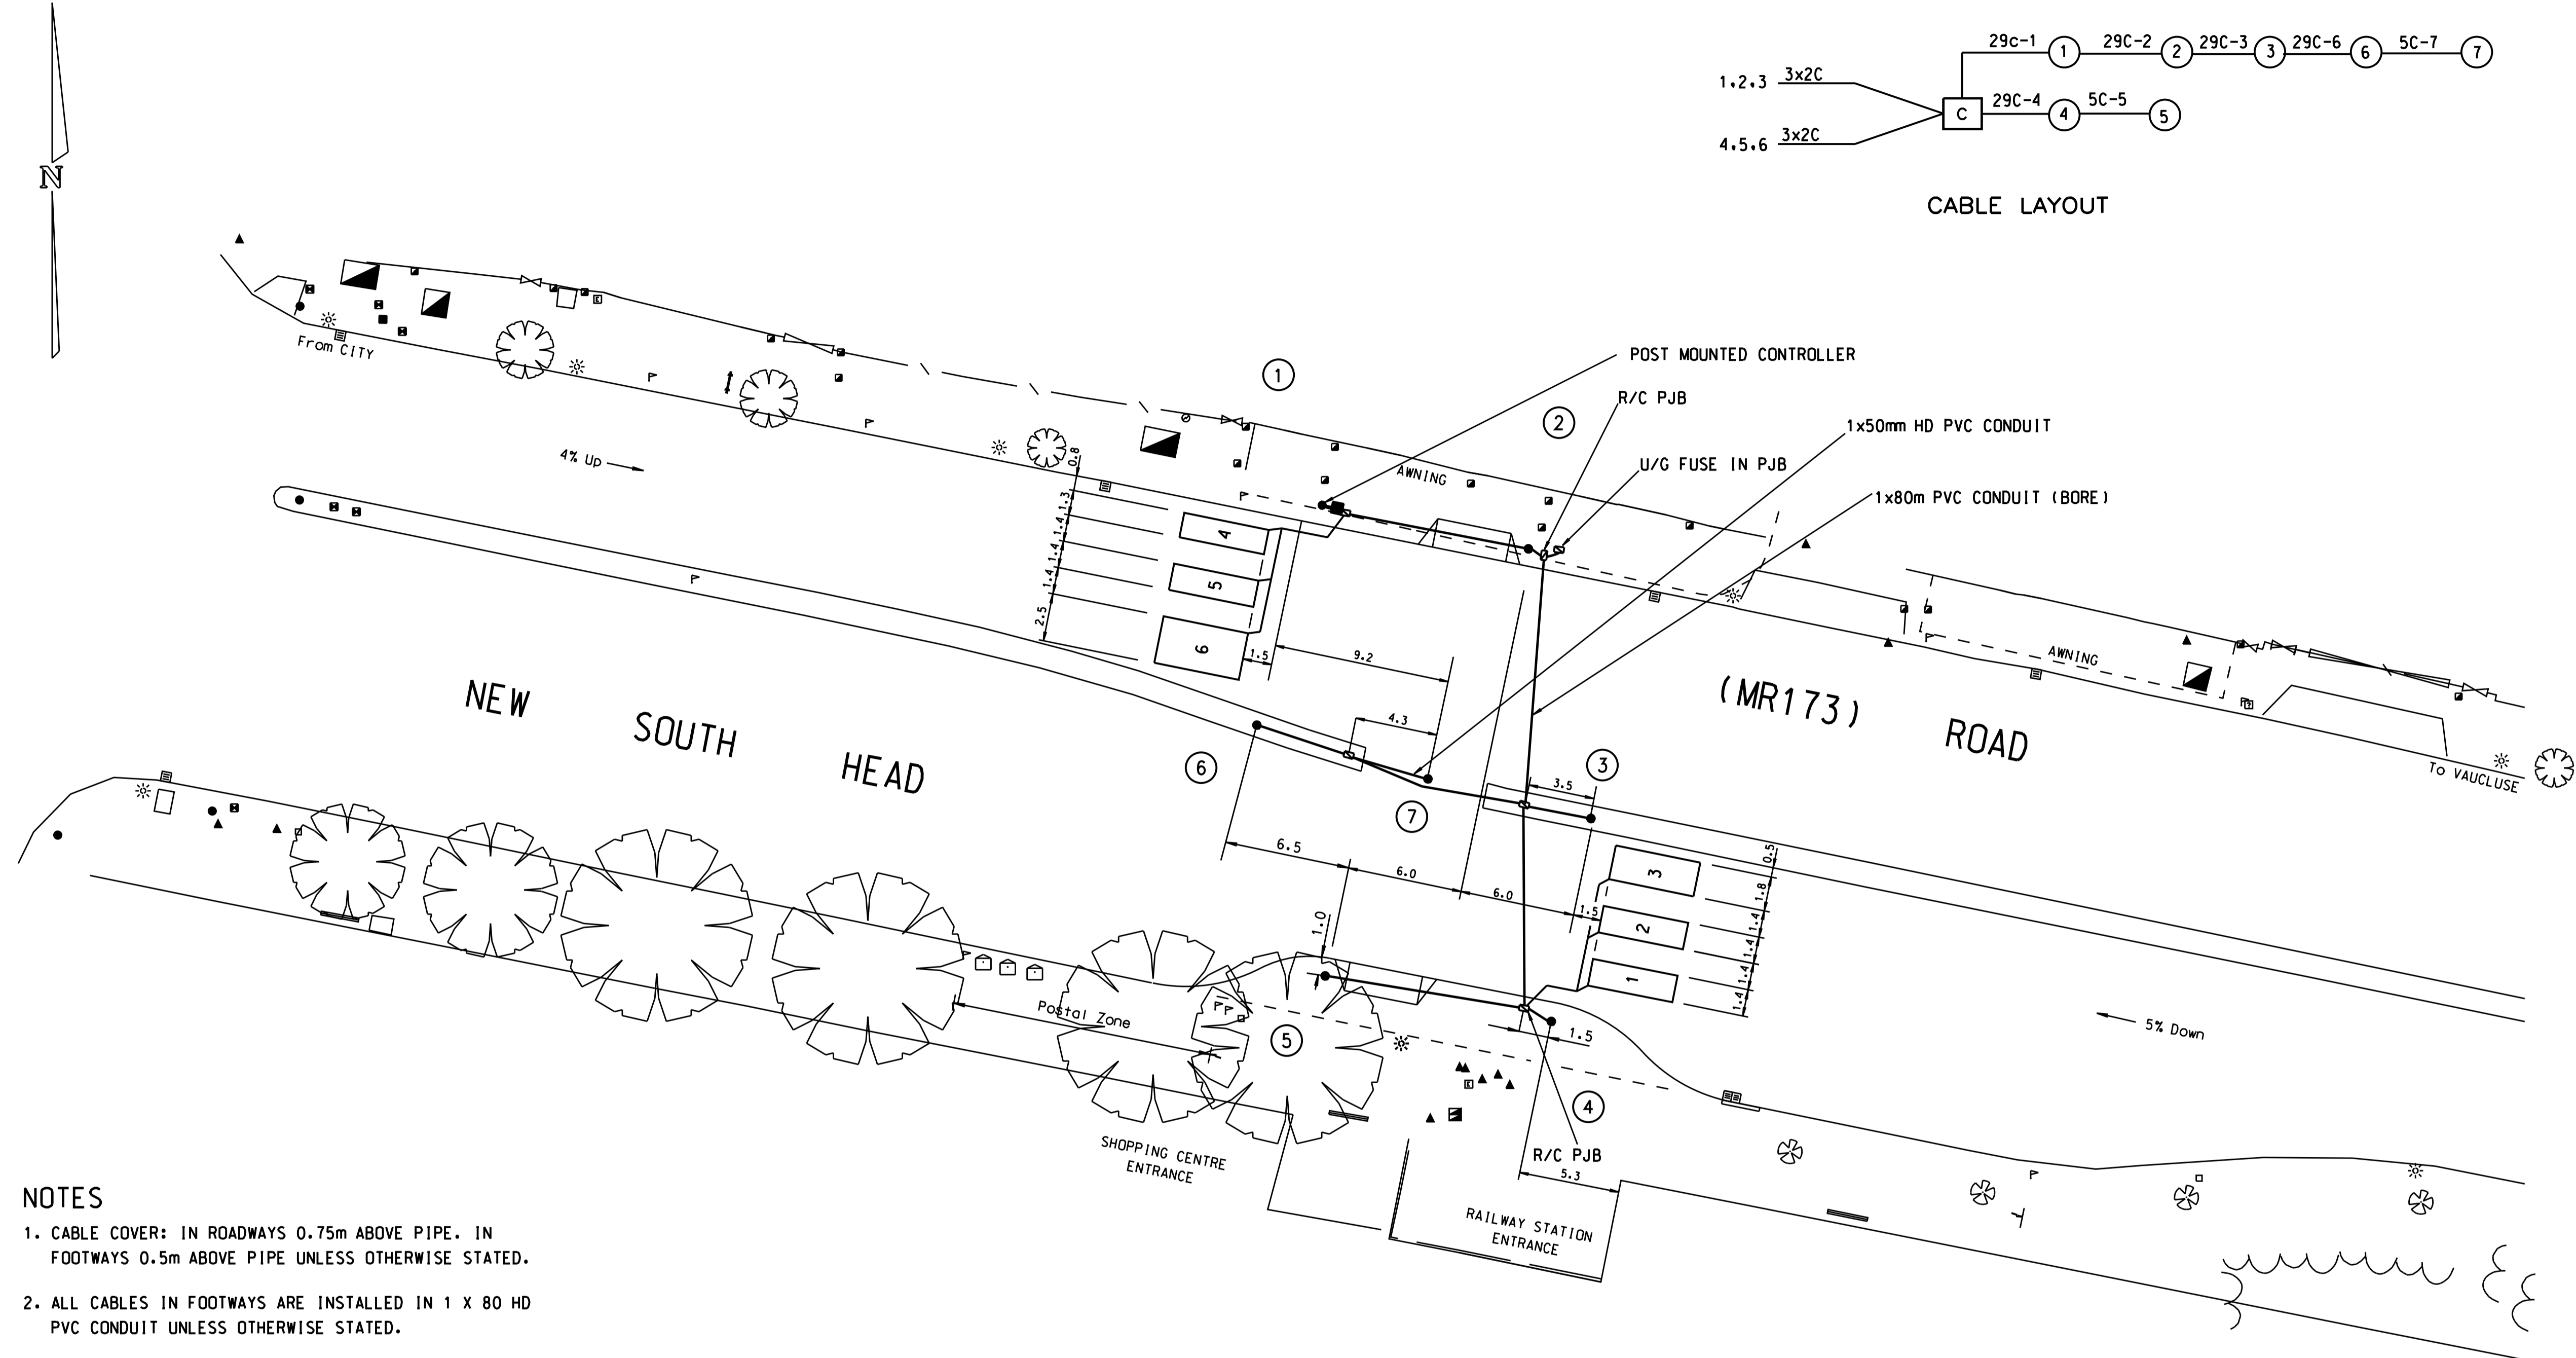 29c-1 1 29C-2 2 29C-3 3 29C-6 6 5C-7 7
1.2.3 3x2C
C 29C-4 4 5C-5 5
4.5.6 3x2C
CABLE LAYOUT
N
From CITY
4% Up
1
POST MOUNTED CONTROLLER
R/C PJB
2
1x50mm HD PVC CONDUIT
U/G FUSE IN PJB
1x80m PVC CONDUIT (BORE)
AWNING
0.8
1.3
1.4
1.4
1.4
2.5
4
5
6
1.5
9.2
4.3
AWNING
(MR173)
ROAD
To VAUCLUSE
NEW
SOUTH
HEAD
6
7
3
3.5
6.5
6.0
6.0
1.5
1.0
3
2
1
0.5
1.8
1.4
1.4
1.4
1.4
Postal Zone
5
1.5
5% Down
4
R/C PJB
5.3
SHOPPING CENTRE
ENTRANCE
RAILWAY STATION
ENTRANCE
NOTES
1. CABLE COVER: IN ROADWAYS 0.75m ABOVE PIPE. IN
FOOTWAYS 0.5m ABOVE PIPE UNLESS OTHERWISE STATED.
2. ALL CABLES IN FOOTWAYS ARE INSTALLED IN 1 X 80 HD
PVC CONDUIT UNLESS OTHERWISE STATED.